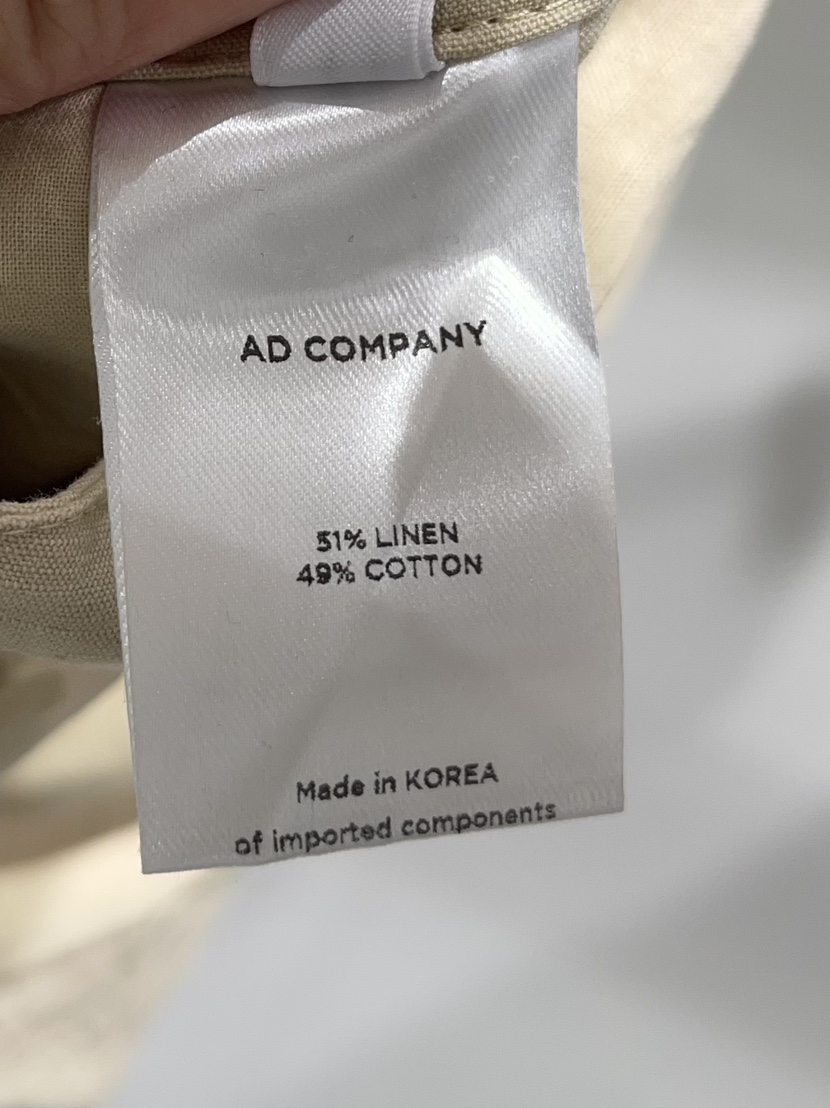 AD COMPANY
51% LINEN
49% COTTON
Made in KOREA
of imported components